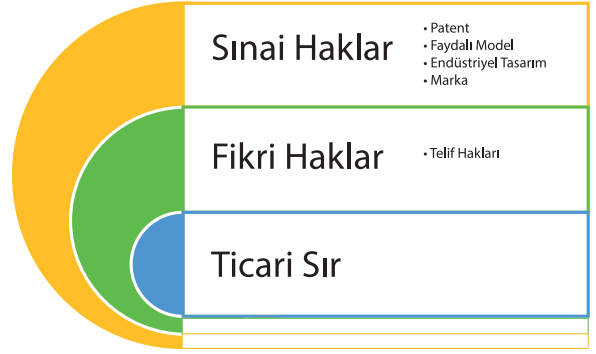 Sınai Haklar
• Patent
• Faydalı Model
• Endüstriyel Tasarım
• Marka
Fikri Haklar
• Telif Hakları
Ticari Sır